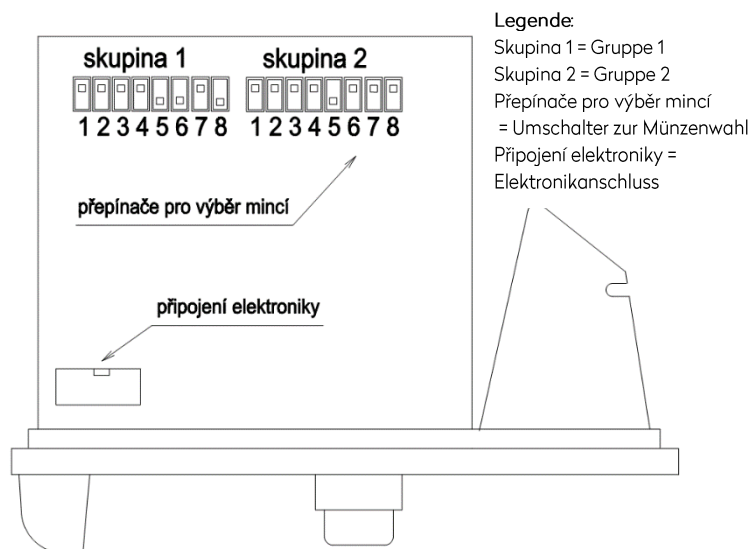 skupina 1
skupina 2
1 2 3 4 5 6 7 8
1 2 3 4 5 6 7 8
přepínače pro výběr mincí
připojení elektroniky
Legende:
Skupina 1 = Gruppe 1
Skupina 2 = Gruppe 2
Přepínače pro výběr mincí
= Umschalter zur Münzenwahl
Připojení elektroniky =
Elektronikanschluss